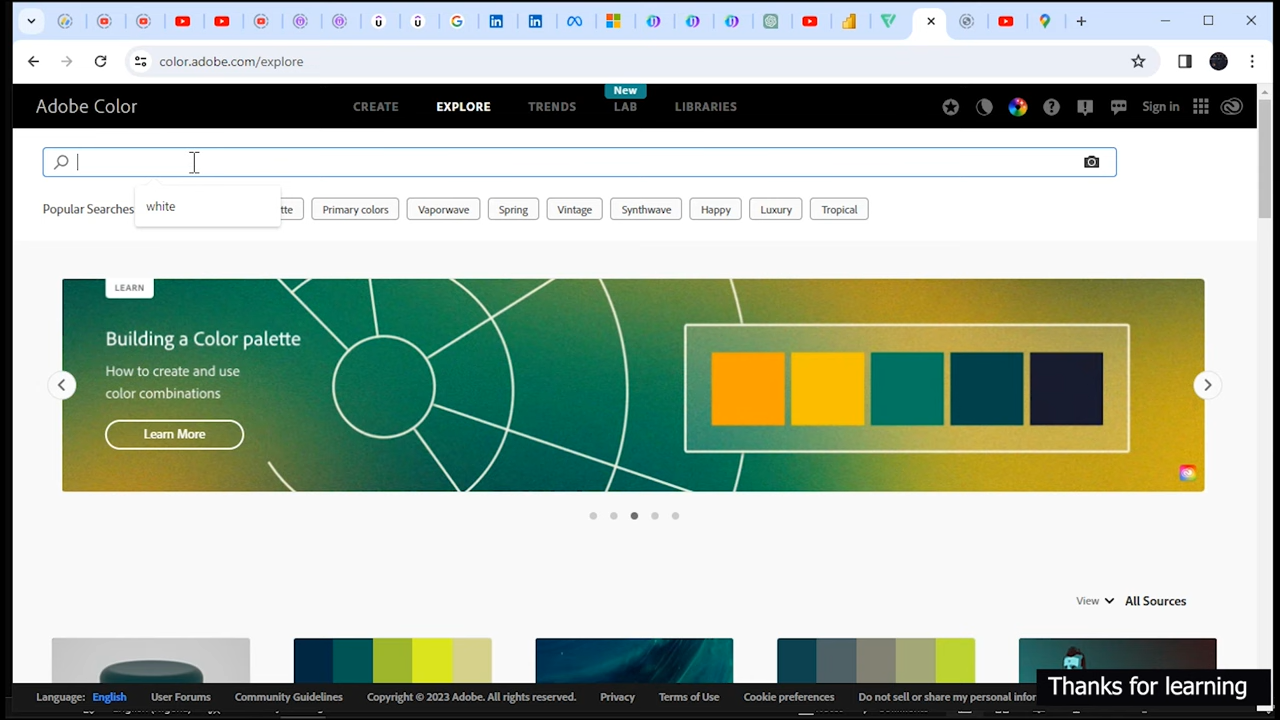 color.adobe.com/explore
Adobe Color
CREATE
EXPLORE
TRENDS
New
LAB
LIBRARIES
Sign in
white
Popular Searches
tte
Primary colors
Vaporwave
Spring
Vintage
Synthwave
Happy
Luxury
Tropical
LEARN
Building a Color palette
How to create and use
color combinations
Learn More
View
All Sources
Language: English
User Forums
Community Guidelines
Copyright © 2023 Adobe. All rights reserved.
Privacy
Terms of Use
Cookie preferences
Do not sell or share my personal infor
Thanks for learning